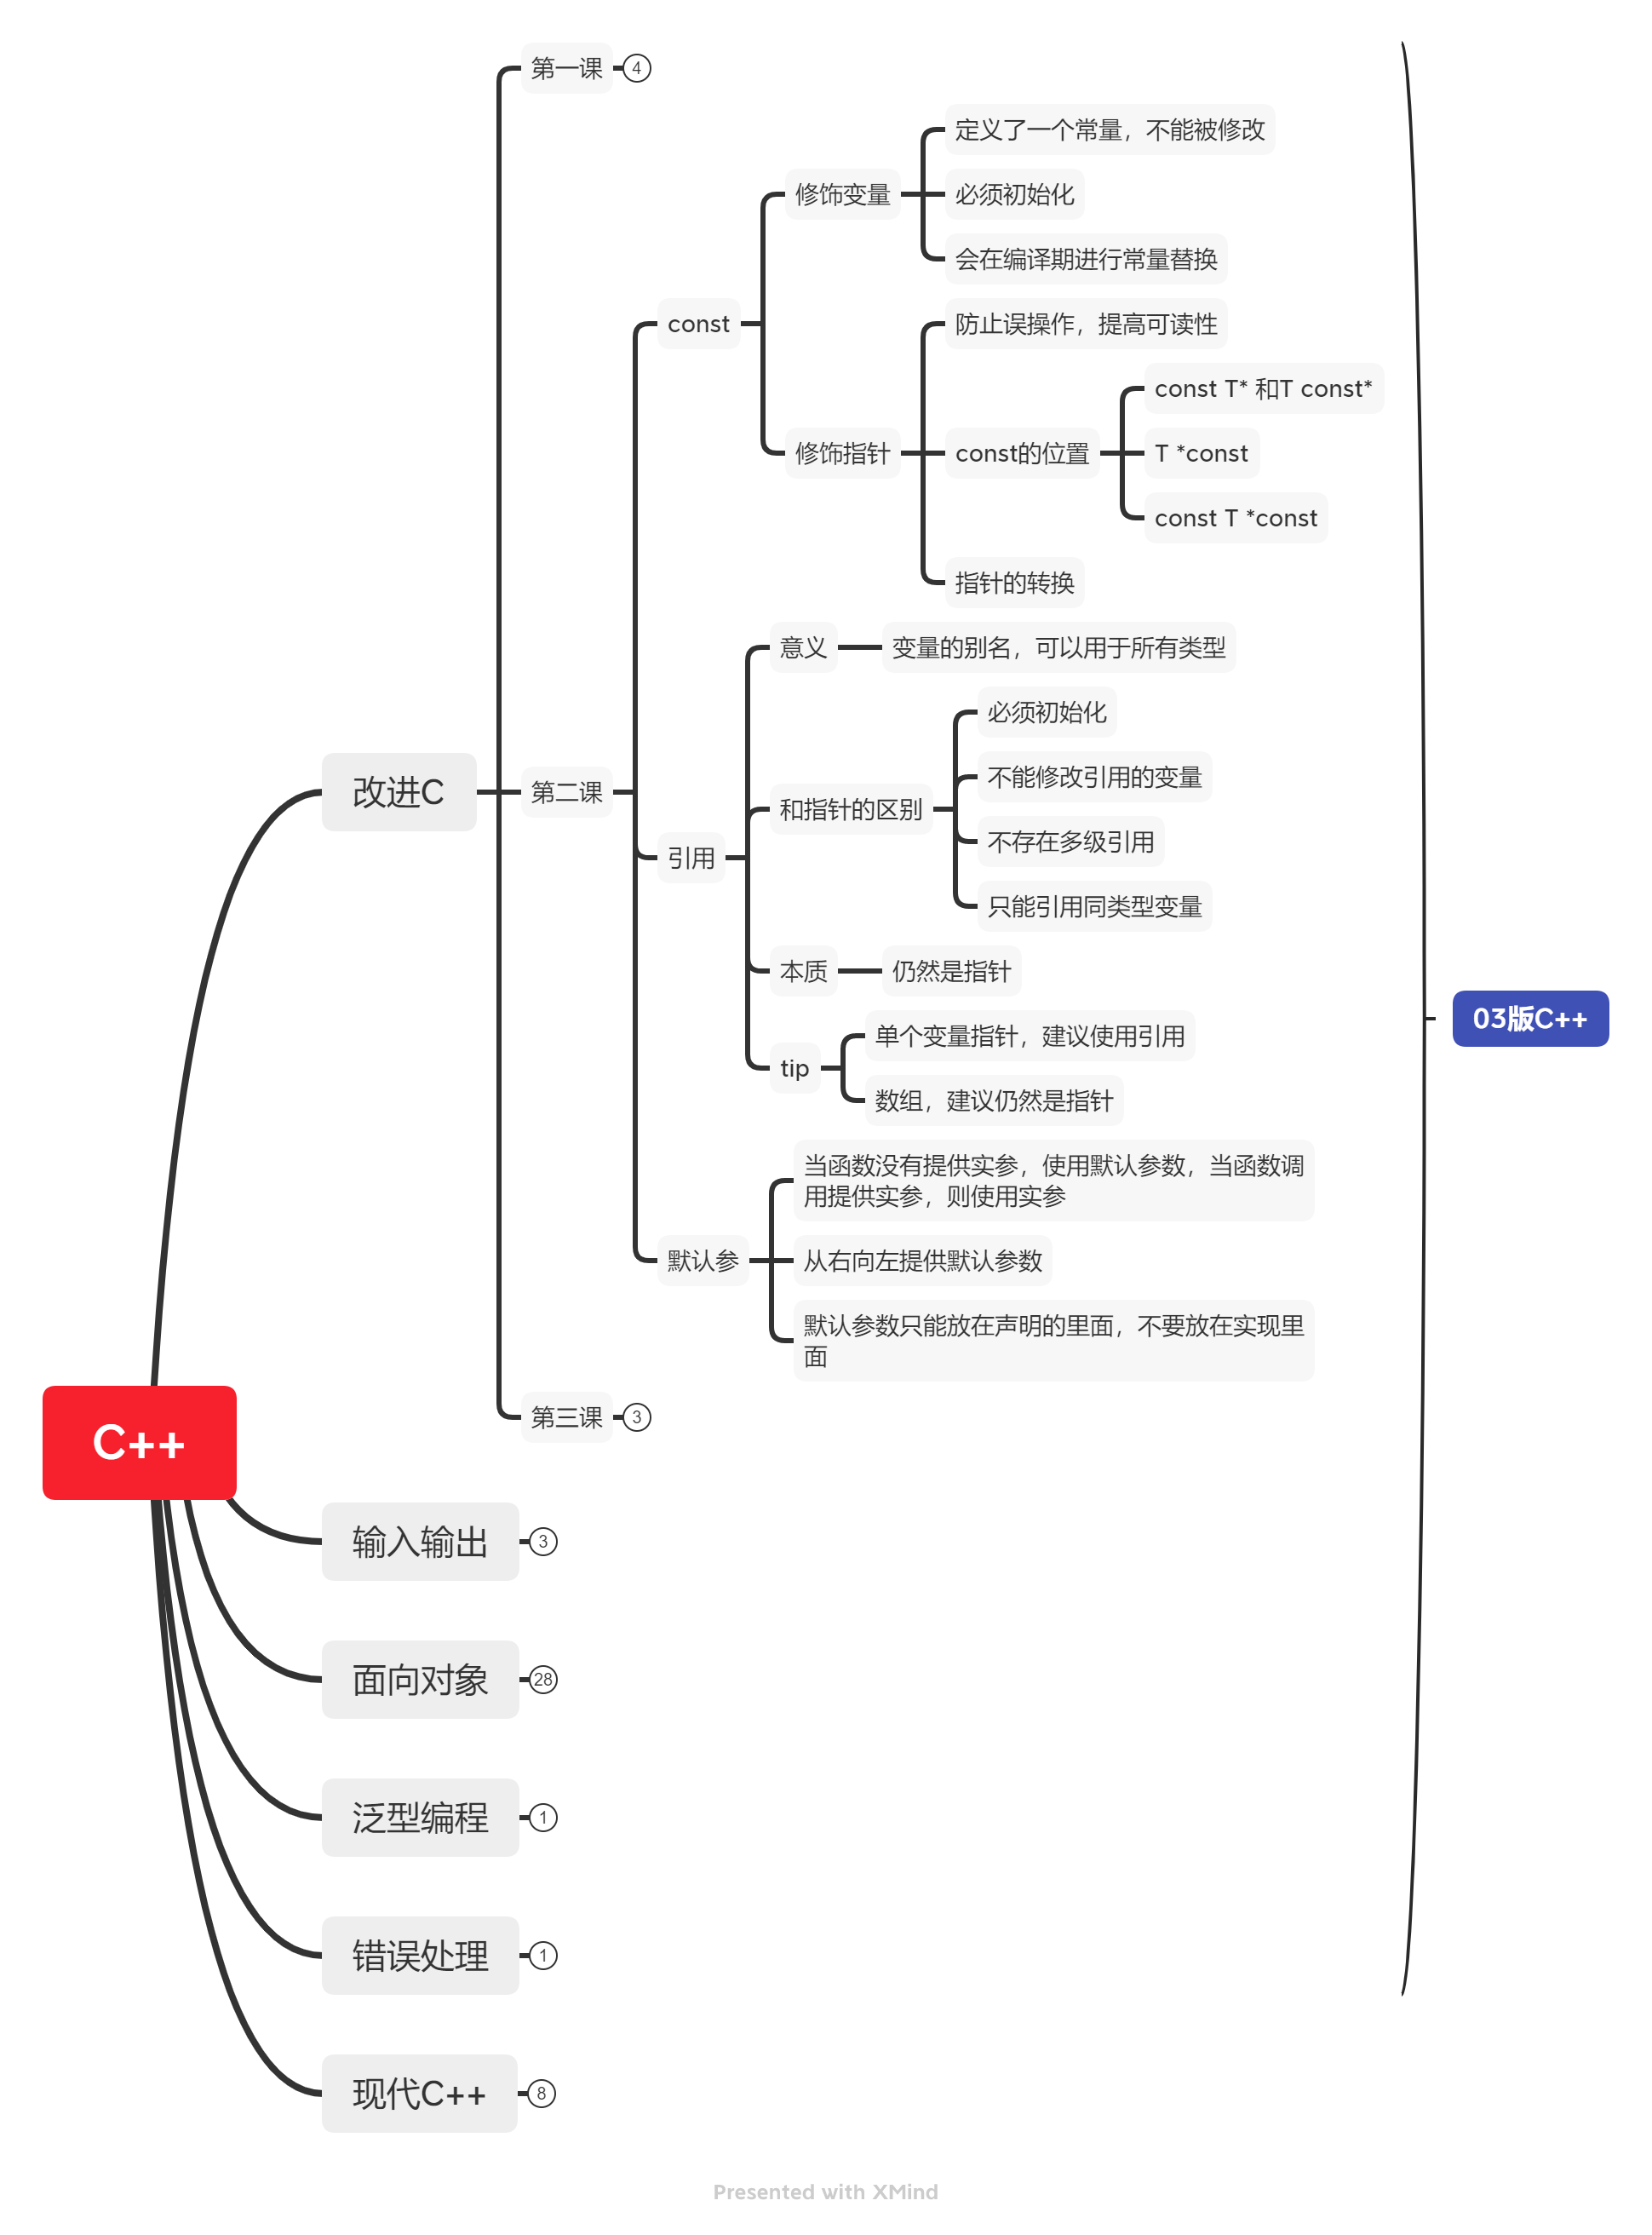 第一课
4
定义了一个常量，不能被修改
修饰变量
必须初始化
会在编译期进行常量替换
const
防止误操作，提高可读性
const T* 和T const*
修饰指针
const的位置
T *const
const T *const
指针的转换
意义
变量的别名，可以用于所有类型
必须初始化
不能修改引用的变量
改进C
第二课
和指针的区别
不存在多级引用
引用
只能引用同类型变量
本质
仍然是指针
03版C++
单个变量指针，建议使用引用
tip
数组，建议仍然是指针
当函数没有提供实参，使用默认参数，当函数调
用提供实参，则使用实参
默认参
从右向左提供默认参数
默认参数只能放在声明的里面，不要放在实现里
面
第三课
3
C++
输入输出
3
面向对象
28
泛型编程
1
错误处理
1
现代C++
8
Presented with XMind